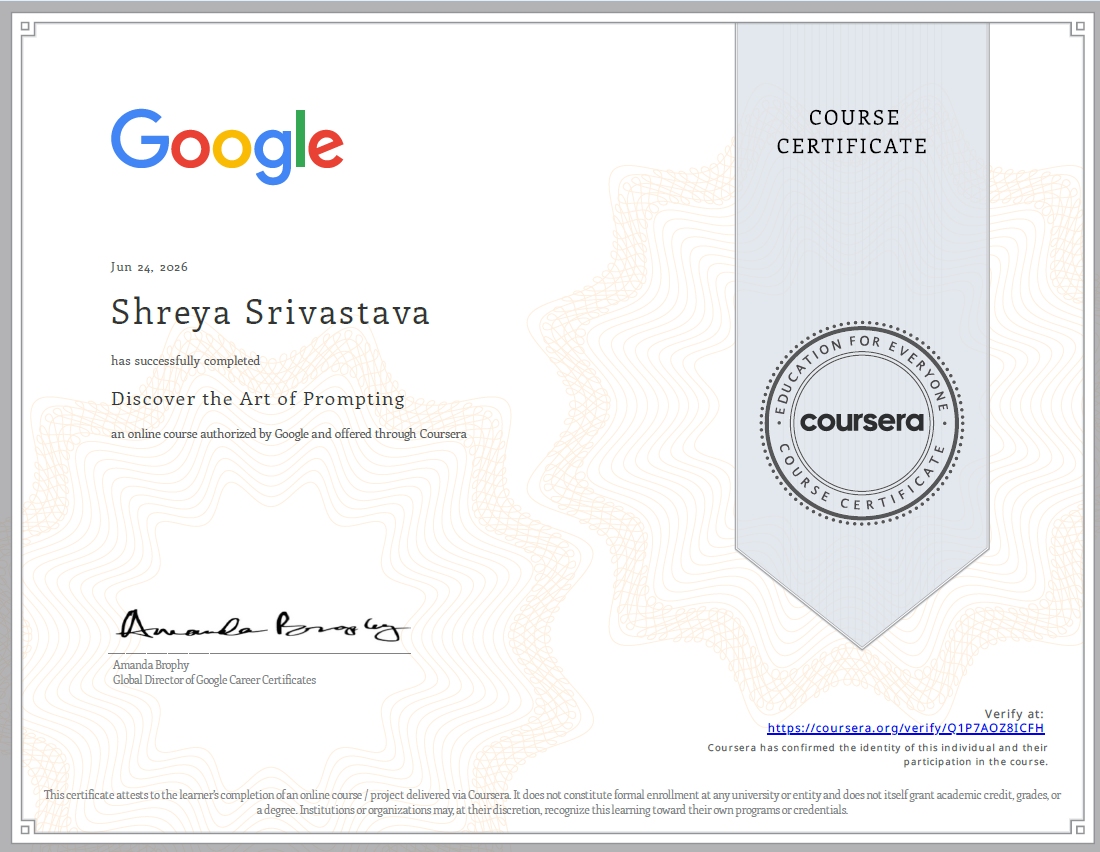 Google
COURSE
CERTIFICATE
Jun 24, 2026
Shreya Srivastava
has successfully completed
Discover the Art of Prompting
an online course authorized by Google and offered through Coursera
EDUCATION FOR EVERYONE
coursera
COURSE CERTIFICATE
Amanda Brophy
Amanda Brophy
Global Director of Google Career Certificates
Verify at:
https://coursera.org/verify/Q1P7AOZ8ICFH
Coursera has confirmed the identity of this individual and their
participation in the course.
This certificate attests to the learner's completion of an online course / project delivered via Coursera. It does not constitute formal enrollment at any university or entity and does not itself grant academic credit, grades, or
a degree. Institutions or organizations may, at their discretion, recognize this learning toward their own programs or credentials.